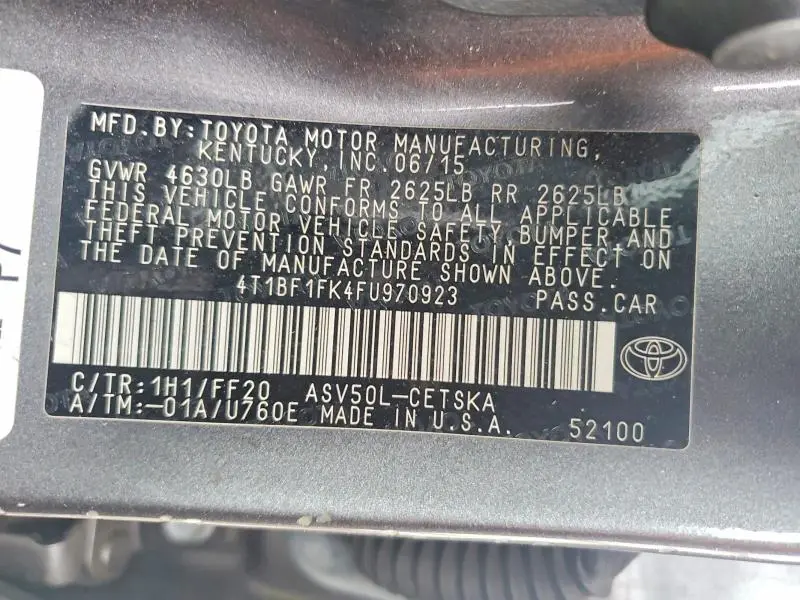 MFD.BY:TOYOTA MOTOR MANUFACTURING,
KENTUCKY, INC.06/15
GVWR 4630LB GAWR FR 2625LB RR 2625LB
THIS VEHICLE CONFORMS TO ALL APPLICABLE
FEDERAL MOTOR VEHICLE SAFETY,BUMPER,AND
THEFT PREVENTION STANDARDS IN EFFECT ON
THE DATE OF MANUFACTURE SHOWN ABOVE.
4T1BF1FK4FU970923 PASS.CAR
C/TR:1H1/FF20 ASV50L-CETSKA
A/TM:-01A/U760E MADE IN U.S.A. 52100